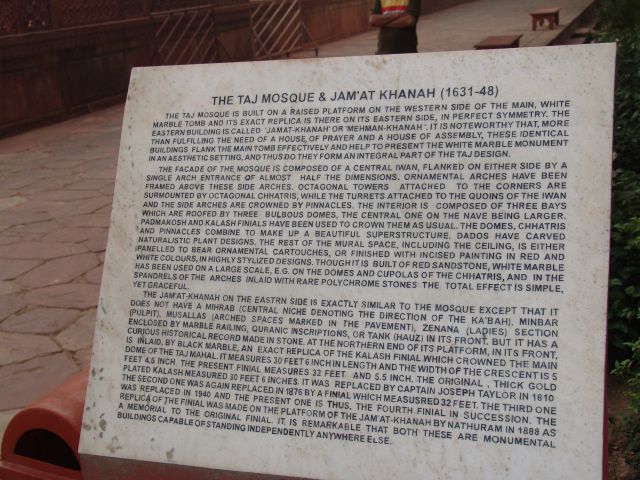 THE TAJ MOSQUE & JAM'AT KHANAH (1631-48)
THE TAJ MOSQUE IS BUILT ON A RAISED PLATFORM ON THE WESTERN SIDE OF THE MAIN, WHITE
MARBLE TOMB AND ITS EXACT REPLICA IS THERE ON ITS EASTERN SIDE, IN PERFECT SYMMETRY. THE
EASTERN BUILDING IS CALLED 'JAMAT-KHANAH' OR 'MEHMAN-KHANAH'. IT IS NOTEWORTHY THAT, MORE
THAN FULFILLING THE NEED OF A HOUSE OF PRAYER AND A HOUSE OF ASSEMBLY, THESE IDENTICAL
BUILDINGS FLANK THE MAIN TOMB EFFECTIVELY AND HELP TO PRESENT THE WHITE MARBLE MONUMENT
IN AN AESTHETIC SETTING, AND THUS DO THEY FORM AN INTEGRAL PART OF THE TAJ DESIGN.
THE FACADE OF THE MOSQUE IS COMPOSED OF A CENTRAL IWAN, FLANKED ON EITHER SIDE BY A
SINGLE ARCH ENTRANCE OF ALMOST HALF THE DIMENSIONS. ORNAMENTAL ARCHES HAVE BEEN
FRAMED ABOVE THESE SIDE ARCHES. OCTAGONAL TOWERS ATTACHED TO THE CORNERS ARE
SURMOUNTED BY OCTAGONAL CHHATRIS, WHILE THE TURRETS ATTACHED TO THE QUOINS OF THE IWAN
AND THE SIDE ARCHES ARE CROWNED BY PINNACLES. THE INTERIOR IS COMPOSED OF THREE BAYS
WHICH ARE ROOFED BY THREE BULBOUS DOMES, THE CENTRAL ONE ON THE NAVE BEING LARGER.
PADMAKOSH AND KALASH FINIALS HAVE BEEN USED TO CROWN THEM AS USUAL. THE DOMES, CHHATRIS
AND PINNACLES COMBINE TO MAKE UP A BEAUTIFUL SUPERSTRUCTURE. DADOS HAVE CARVED
NATURALISTIC PLANT DESIGNS. THE REST OF THE MURAL SPACE, INCLUDING THE CEILING, IS EITHER
PANELLED TO BEAR ORNAMENTAL CARTOUCHES, OR FINISHED WITH INCISED PAINTING IN RED AND
WHITE COLOURS, IN HIGHLY STYLIZED DESIGNS. THOUGH IT IS BUILT OF RED SANDSTONE, WHITE MARBLE
HAS BEEN USED ON A LARGE SCALE, E.G. ON THE DOMES AND CUPOLAS OF THE CHHATRIS, AND IN THE
SPANDRELS OF THE ARCHES INLAID WITH RARE POLYCHROME STONES THE TOTAL EFFECT IS SIMPLE,
YET GRACEFUL.
THE JAM'AT-KHANAH ON THE EASTRN SIDE IS EXACTLY SIMILAR TO THE MOSQUE EXCEPT THAT IT
DOES NOT HAVE A MIHRAB (CENTRAL NICHE DENOTING THE DIRECTION OF THE KA'BAH), MINBAR
(PULPIT), MUSALLAS (ARCHED SPACES MARKED IN THE PAVEMENT), ZENANA (LADIES) SECTION
ENCLOSED BY MARBLE RAILING, QURANIC INSCRIPTIONS, OR TANK (HAUZ) IN ITS FRONT. BUT IT HAS A
CURIOUS HISTORICAL RECORD MADE IN STONE. AT THE NORTHERN END OF ITS PLATFORM, IN ITS FRONT,
IS INLAID, BY BLACK MARBLE, AN EXACT REPLICA OF THE KALASH FINIAL WHICH CROWNED THE MAIN
DOME OF THE TAJ MAHAL. IT MEASURES 30 FEET 6 INCH IN LENGTH AND THE WIDTH OF THE CRESCENT IS 5
FEET 4.5 INCH. THE PRESENT FINIAL MEASURES 32 FEET AND 5.5 INCH. THE ORIGINAL, THICK GOLD
PLATED KALASH MEASURED 30 FEET 6 INCHES. IT WAS REPLACED BY CAPTAIN JOSEPH TAYLOR IN 1810
THE SECOND ONE WAS AGAIN REPLACED IN 1876 BY A FINIAL WHICH MEASUSRED 32 FEET. THE THIRD ONE
WAS REPLACED IN 1940 AND THE PRESENT ONE IS THUS, THE FOURTH FINIAL IN SUCCESSION. THE
REPLICA OF THE FINIAL WAS MADE ON THE PLATFORM OF THE JAM'AT-KHANAH BY NATHURAM IN 1888 AS
A MEMORIAL TO THE ORIGINAL FINIAL. IT IS REMARKABLE THAT BOTH THESE ARE MONUMENTAL
BUILDINGS CAPABLE OF STANDING INDEPENDENTLY ANYWHERE ELSE.